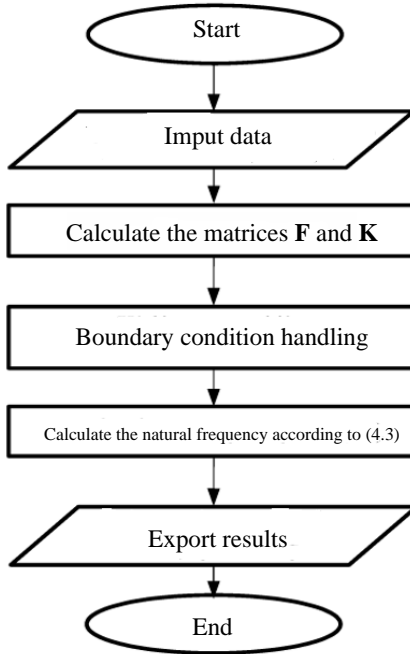 Start
Imput data
Calculate the matrices F and K
Boundary condition handling
Calculate the natural frequency according to (4.3)
Export results
End